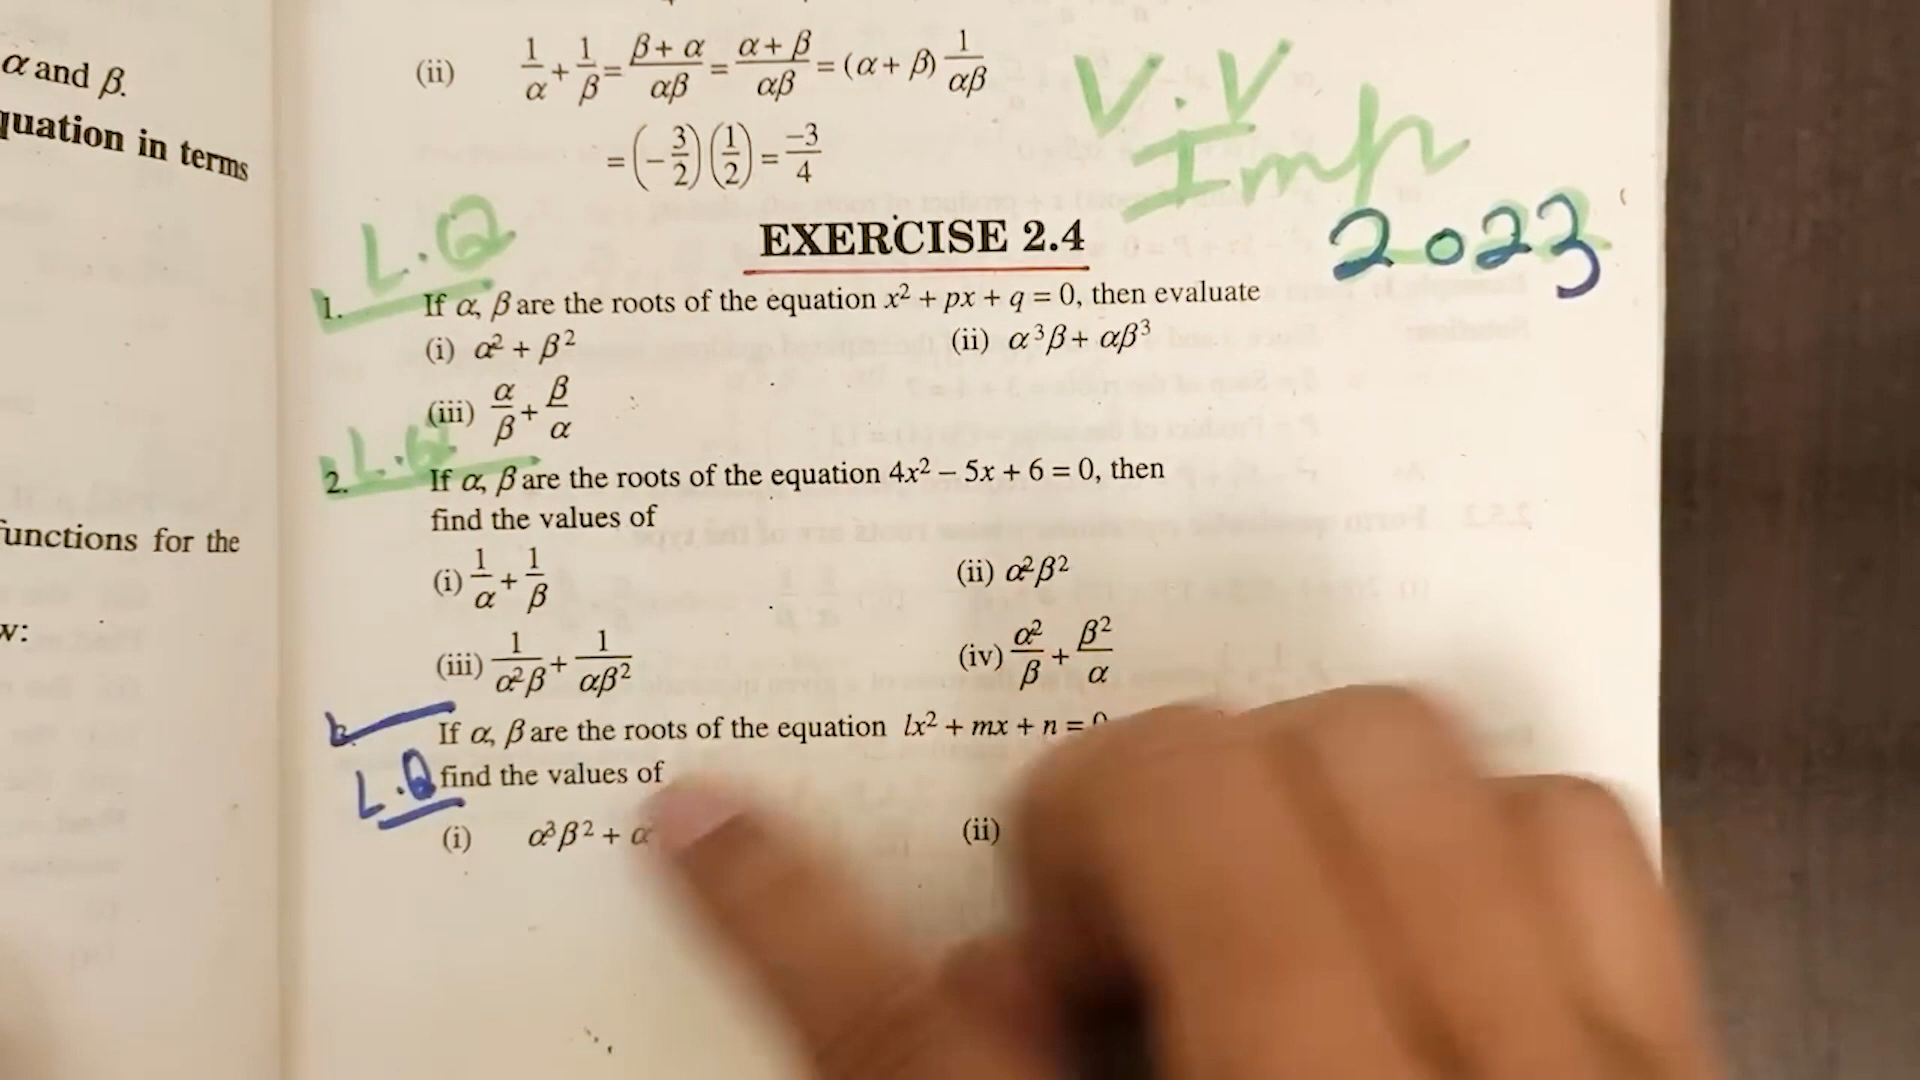 α and β.
quation in terms
unctions for the
w:
(ii) 1/α + 1/β = β + α/αβ = α + β/αβ = (α + β) 1/αβ
= (−3/2)(1/2) = −3/4
V.V
Imp
2023
L.Q
EXERCISE 2.4
1. If α, β are the roots of the equation x² + px + q = 0, then evaluate
(i) α² + β² (ii) α³β + αβ³
(iii) α/β + β/α
L.Q
2. If α, β are the roots of the equation 4x² – 5x + 6 = 0, then
find the values of
(i) 1/α + 1/β (ii) α²β²
(iii) 1/α²β + 1/αβ² (iv) α²/β + β²/α
If α, β are the roots of the equation lx² + mx + n = 0
L.Q find the values of
(i) α³β² + α (ii)